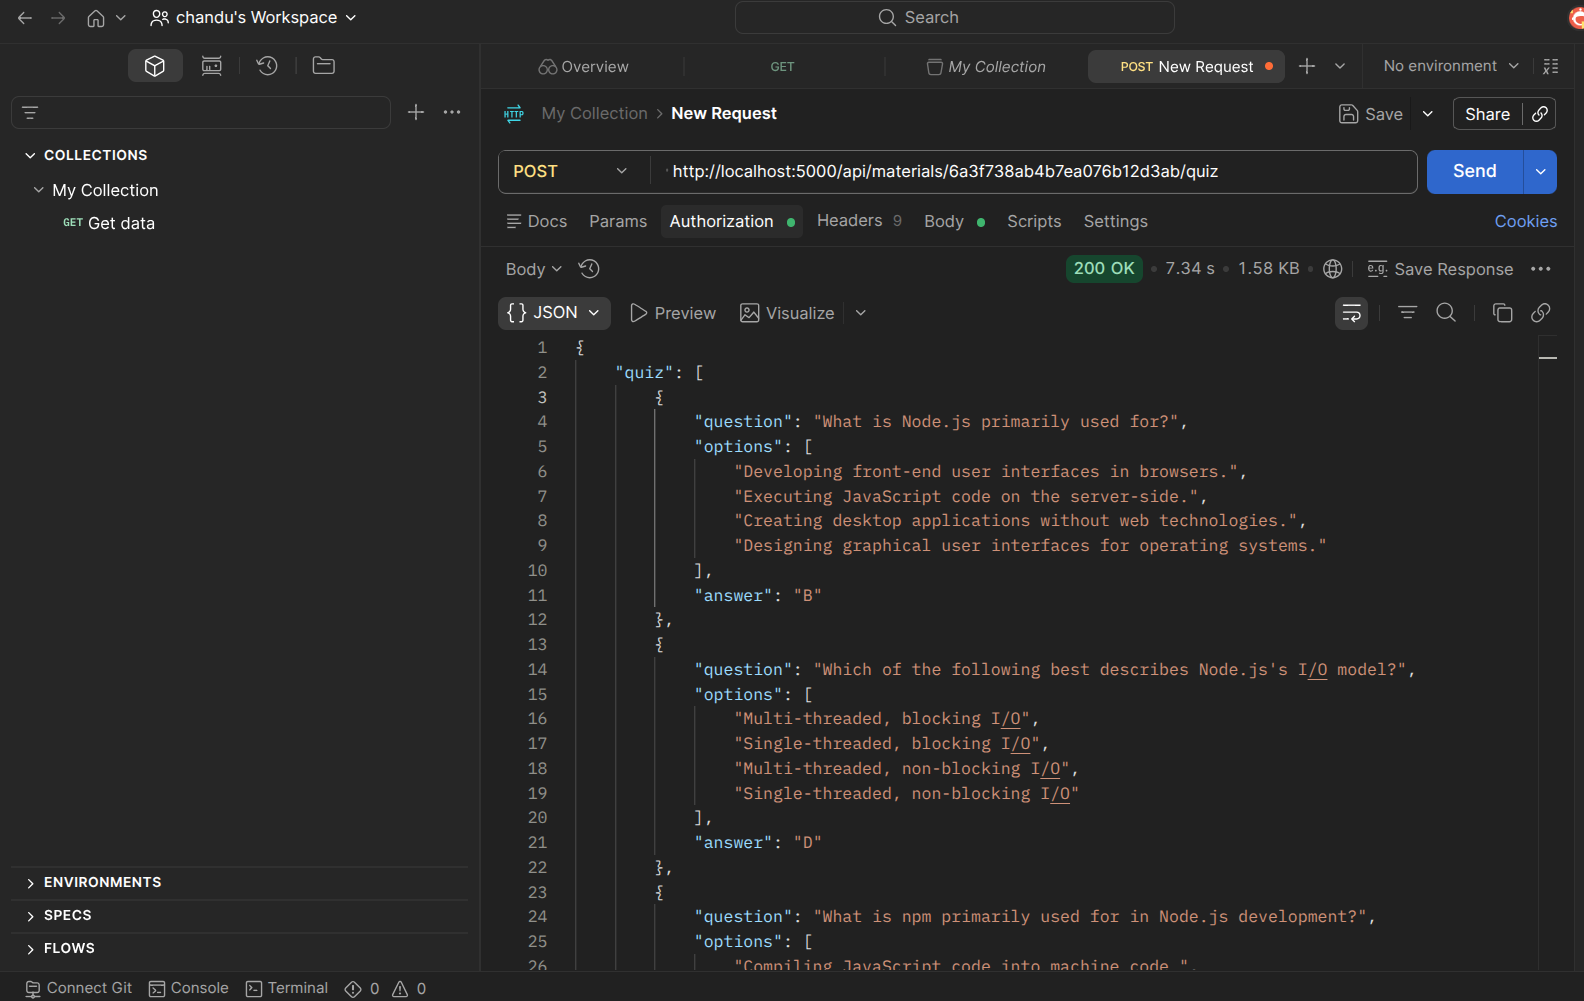 chandu's Workspace
Search
Overview
GET
My Collection
POST New Request
No environment
My Collection > New Request
Save
Share
COLLECTIONS
My Collection
GET Get data
POST
http://localhost:5000/api/materials/6a3f738ab4b7ea076b12d3ab/quiz
Send
Docs
Params
Authorization
Headers 9
Body
Scripts
Settings
Cookies
Body
200 OK
7.34 s
1.58 KB
e.g. Save Response
{} JSON
Preview
Visualize
1 {
2 "quiz": [
3 {
4 "question": "What is Node.js primarily used for?",
5 "options": [
6 "Developing front-end user interfaces in browsers.",
7 "Executing JavaScript code on the server-side.",
8 "Creating desktop applications without web technologies.",
9 "Designing graphical user interfaces for operating systems."
10 ],
11 "answer": "B"
12 },
13 {
14 "question": "Which of the following best describes Node.js's I/O model?",
15 "options": [
16 "Multi-threaded, blocking I/O",
17 "Single-threaded, blocking I/O",
18 "Multi-threaded, non-blocking I/O",
19 "Single-threaded, non-blocking I/O"
20 ],
21 "answer": "D"
22 },
23 {
24 "question": "What is npm primarily used for in Node.js development?",
25 "options": [
26 "Compiling JavaScript code into machine code.",
ENVIRONMENTS
SPECS
FLOWS
Connect Git
Console
Terminal
0
0